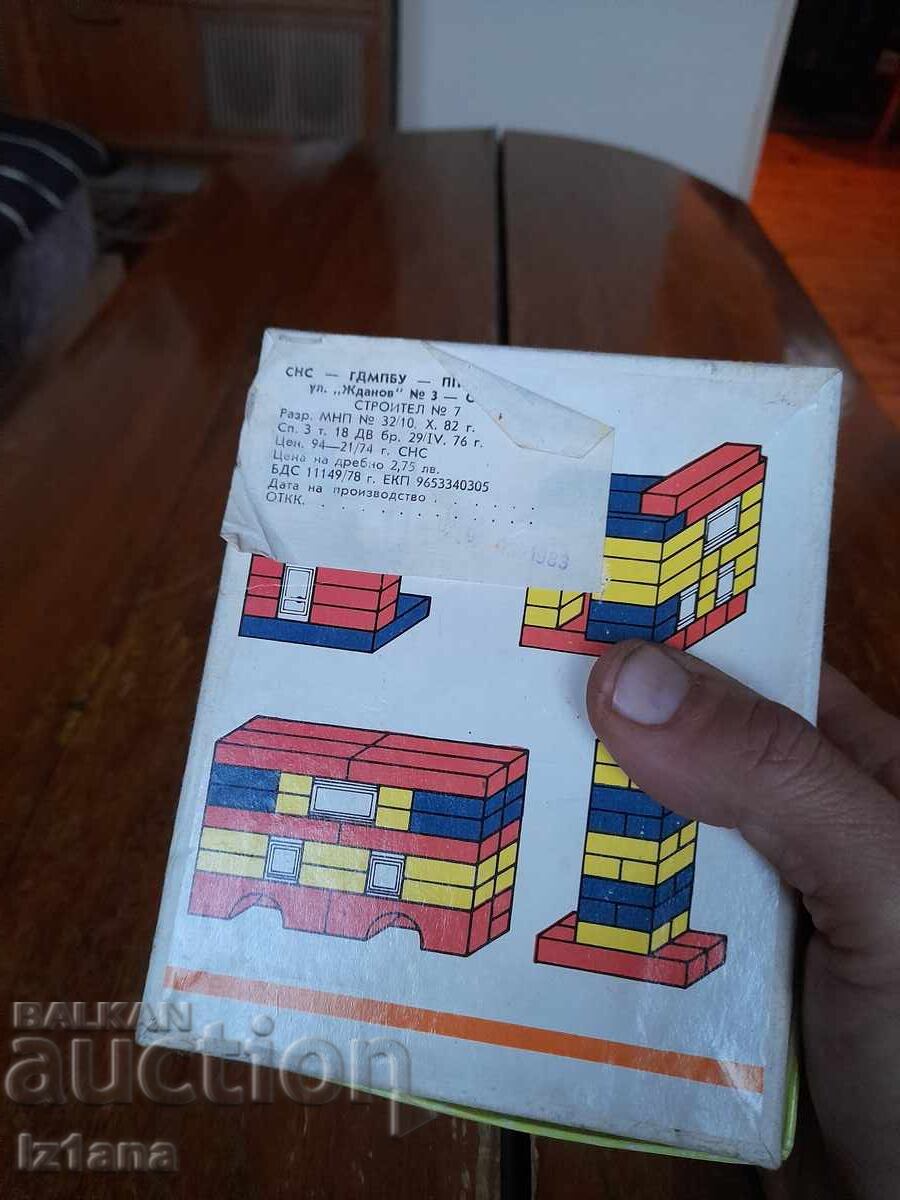 СНС — ГДМПБУ —
ул. „Жданов" № 3 —
СТРОИТЕЛ № 7
Разр. МНП № 32/10. X. 82 г.
Сп. 3 т. 18 ДВ бр. 29/IV. 76 г.
Цен. 94—21/74 г. СНС
Цена на дребно 2,75 лв.
БДС 11149/78 г. ЕКП 9653340305
Дата на производство . . . . . .
ОТКК. . . . . . . . . . . . .
1983
BALKAN
auction
Iz1ana